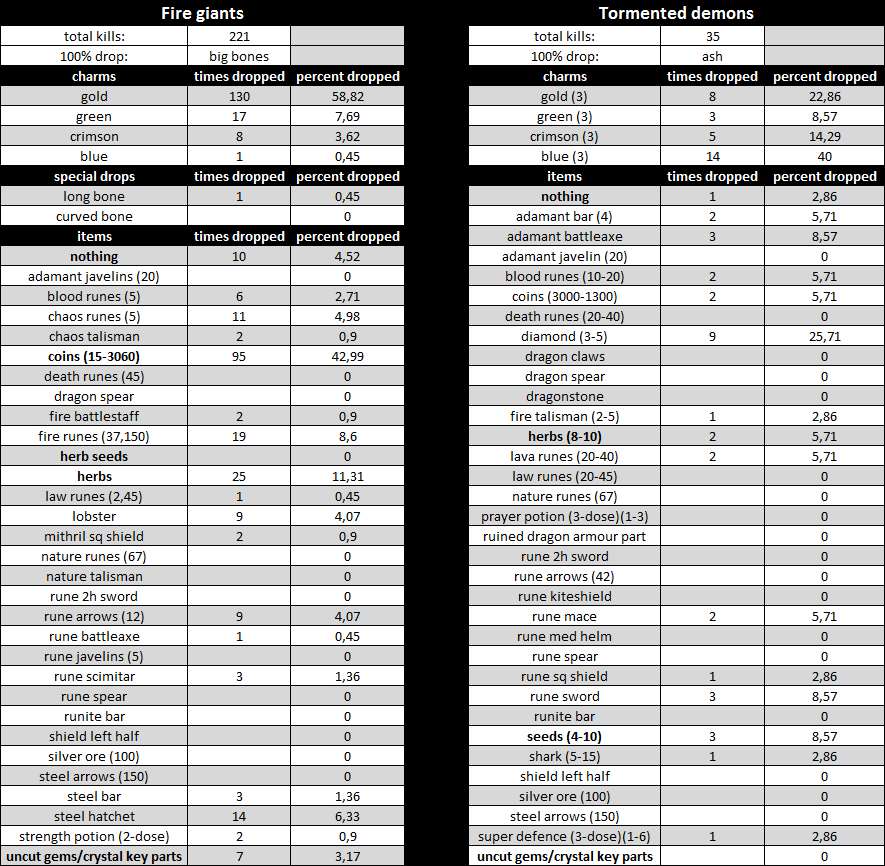 Fire giants
total kills: 221
100% drop: big bones
charms times dropped percent dropped
gold 130 58,82
green 17 7,69
crimson 8 3,62
blue 1 0,45
special drops times dropped percent dropped
long bone 1 0,45
curved bone 0
items times dropped percent dropped
nothing 10 4,52
adamant javelins (20) 0
blood runes (5) 6 2,71
chaos runes (5) 11 4,98
chaos talisman 2 0,9
coins (15-3060) 95 42,99
death runes (45) 0
dragon spear 0
fire battlestaff 2 0,9
fire runes (37,150) 19 8,6
herb seeds 0
herbs 25 11,31
law runes (2,45) 1 0,45
lobster 9 4,07
mithril sq shield 2 0,9
nature runes (67) 0
nature talisman 0
rune 2h sword 0
rune arrows (12) 9 4,07
rune battleaxe 1 0,45
rune javelins (5) 0
rune scimitar 3 1,36
rune spear 0
runite bar 0
shield left half 0
silver ore (100) 0
steel arrows (150) 0
steel bar 3 1,36
steel hatchet 14 6,33
strength potion (2-dose) 2 0,9
uncut gems/crystal key parts 7 3,17
Tormented demons
total kills: 35
100% drop: ash
charms times dropped percent dropped
gold (3) 8 22,86
green (3) 3 8,57
crimson (3) 5 14,29
blue (3) 14 40
items times dropped percent dropped
nothing 1 2,86
adamant bar (4) 2 5,71
adamant battleaxe 3 8,57
adamant javelin (20) 0
blood runes (10-20) 2 5,71
coins (3000-1300) 2 5,71
death runes (20-40) 0
diamond (3-5) 9 25,71
dragon claws 0
dragon spear 0
dragonstone 0
fire talisman (2-5) 1 2,86
herbs (8-10) 2 5,71
lava runes (20-40) 2 5,71
law runes (20-45) 0
nature runes (67) 0
prayer potion (3-dose)(1-3) 0
ruined dragon armour part 0
rune 2h sword 0
rune arrows (42) 0
rune kiteshield 0
rune mace 2 5,71
rune med helm 0
rune spear 0
rune sq shield 1 2,86
rune sword 3 8,57
runite bar 0
seeds (4-10) 3 8,57
shark (5-15) 1 2,86
shield left half 0
silver ore (100) 0
steel arrows (150) 0
super defence (3-dose)(1-6) 1 2,86
uncut gems/crystal key parts 0